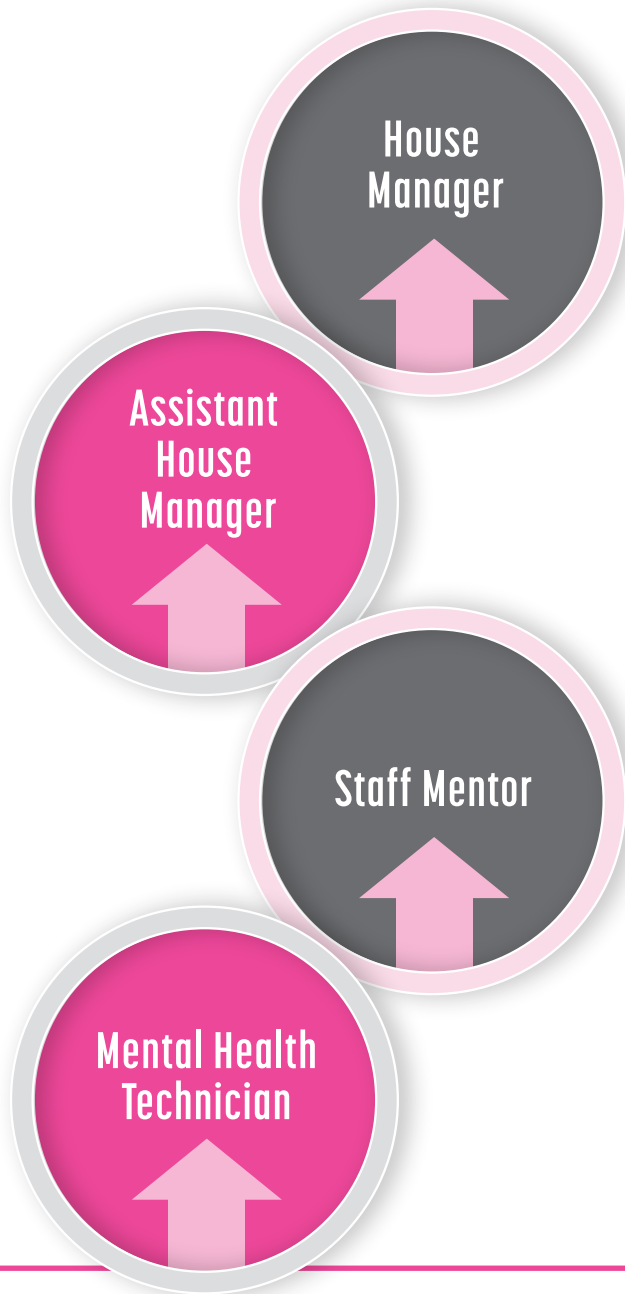 House
Manager
Assistant
House
Manager
Staff Mentor
Mental Health
Technician